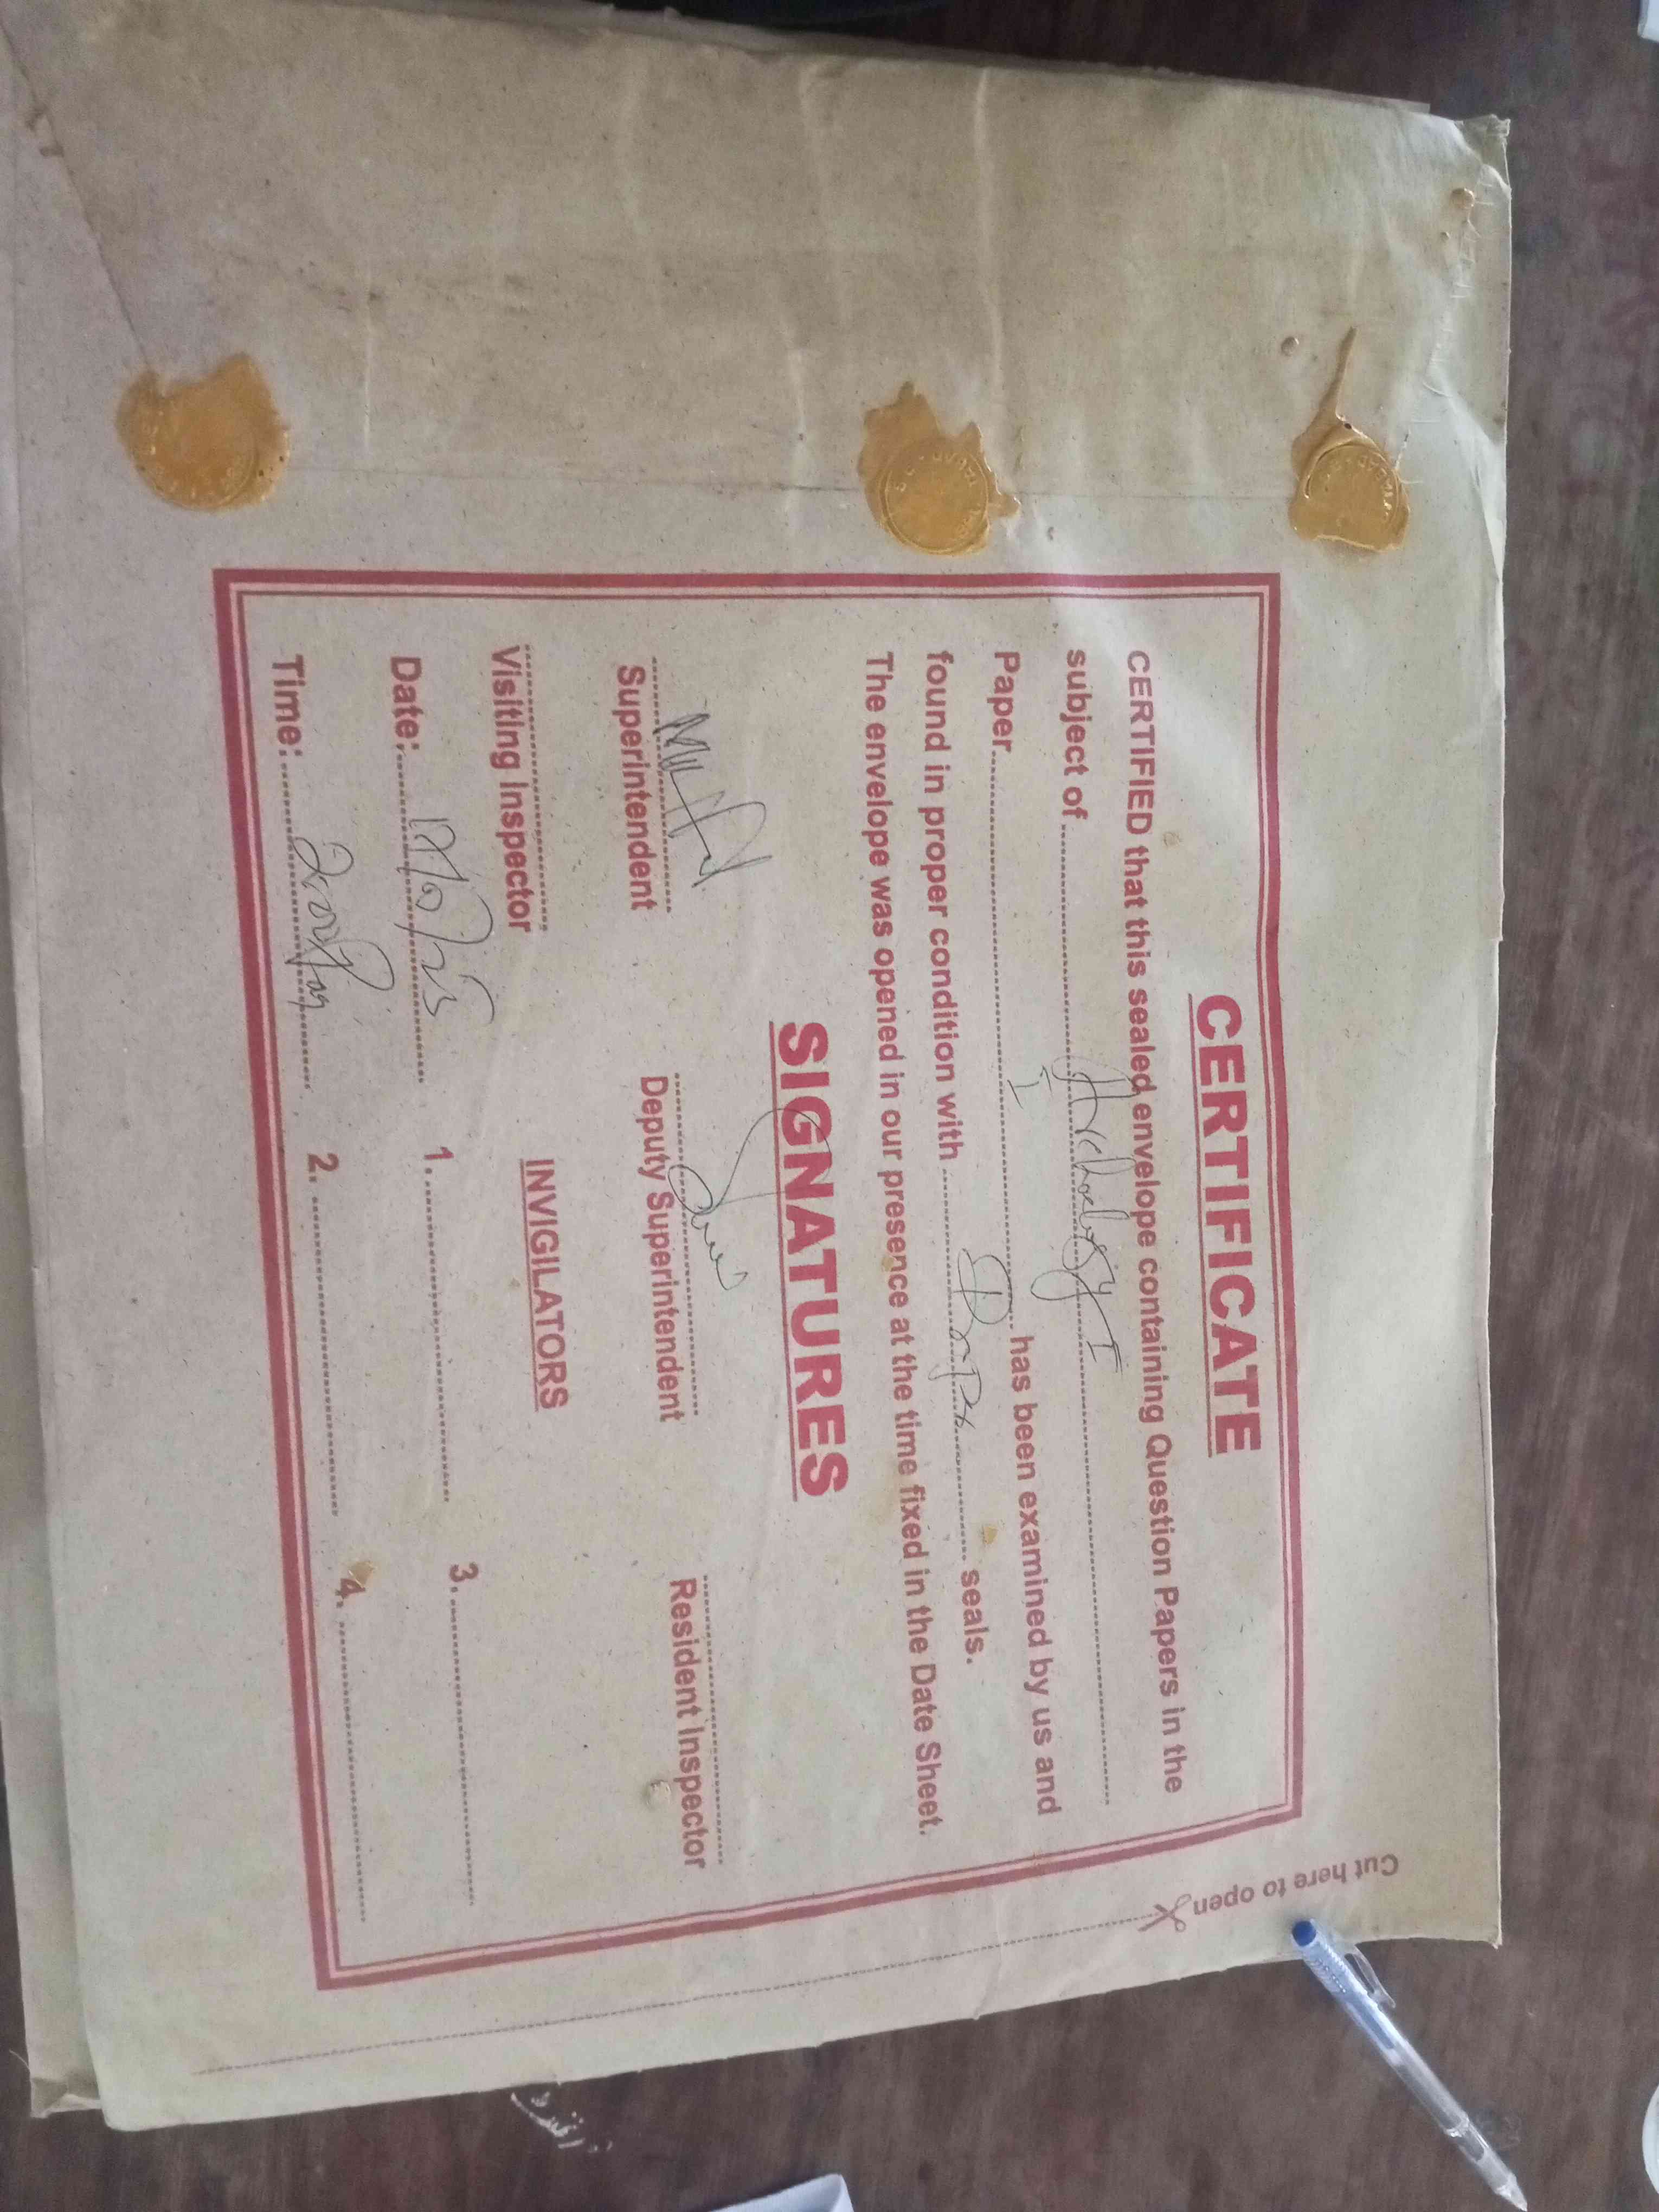 CERTIFICATE
CERTIFIED that this sealed envelope containing Question Papers in the
subject of Archaeology I
Paper I has been examined by us and
found in proper condition with seals.
The envelope was opened in our presence at the time fixed in the Date Sheet.
SIGNATURES
Superintendent Deputy Superintendent Resident Inspector
Visiting Inspector
INVIGILATORS
Date: 1. 3.
Time: 2:00 2. 4.
Cut here to open